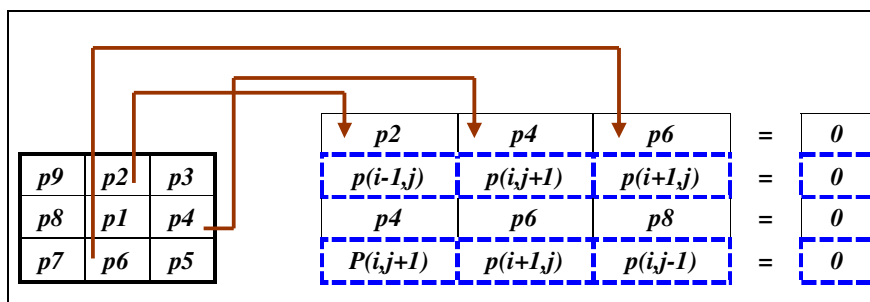 p2 p4 p6 = 0
p9 p2 p3
p(i-1,j) p(i,j+1) p(i+1,j) = 0
p8 p1 p4
p4 p6 p8 = 0
p7 p6 p5
P(i,j+1) p(i+1,j) p(i,j-1) = 0